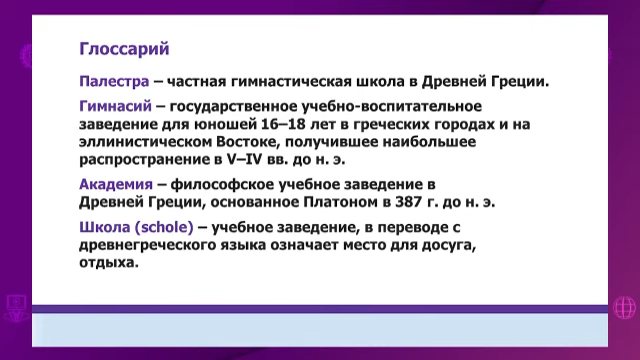 Глоссарий
Палестра – частная гимнастическая школа в Древней Греции.
Гимнасий – государственное учебно-воспитательное
заведение для юношей 16–18 лет в греческих городах и на
эллинистическом Востоке, получившее наибольшее
распространение в V–IV вв. до н. э.
Академия – философское учебное заведение в
Древней Греции, основанное Платоном в 387 г. до н. э.
Школа (schole) – учебное заведение, в переводе с
древнегреческого языка означает место для досуга,
отдыха.